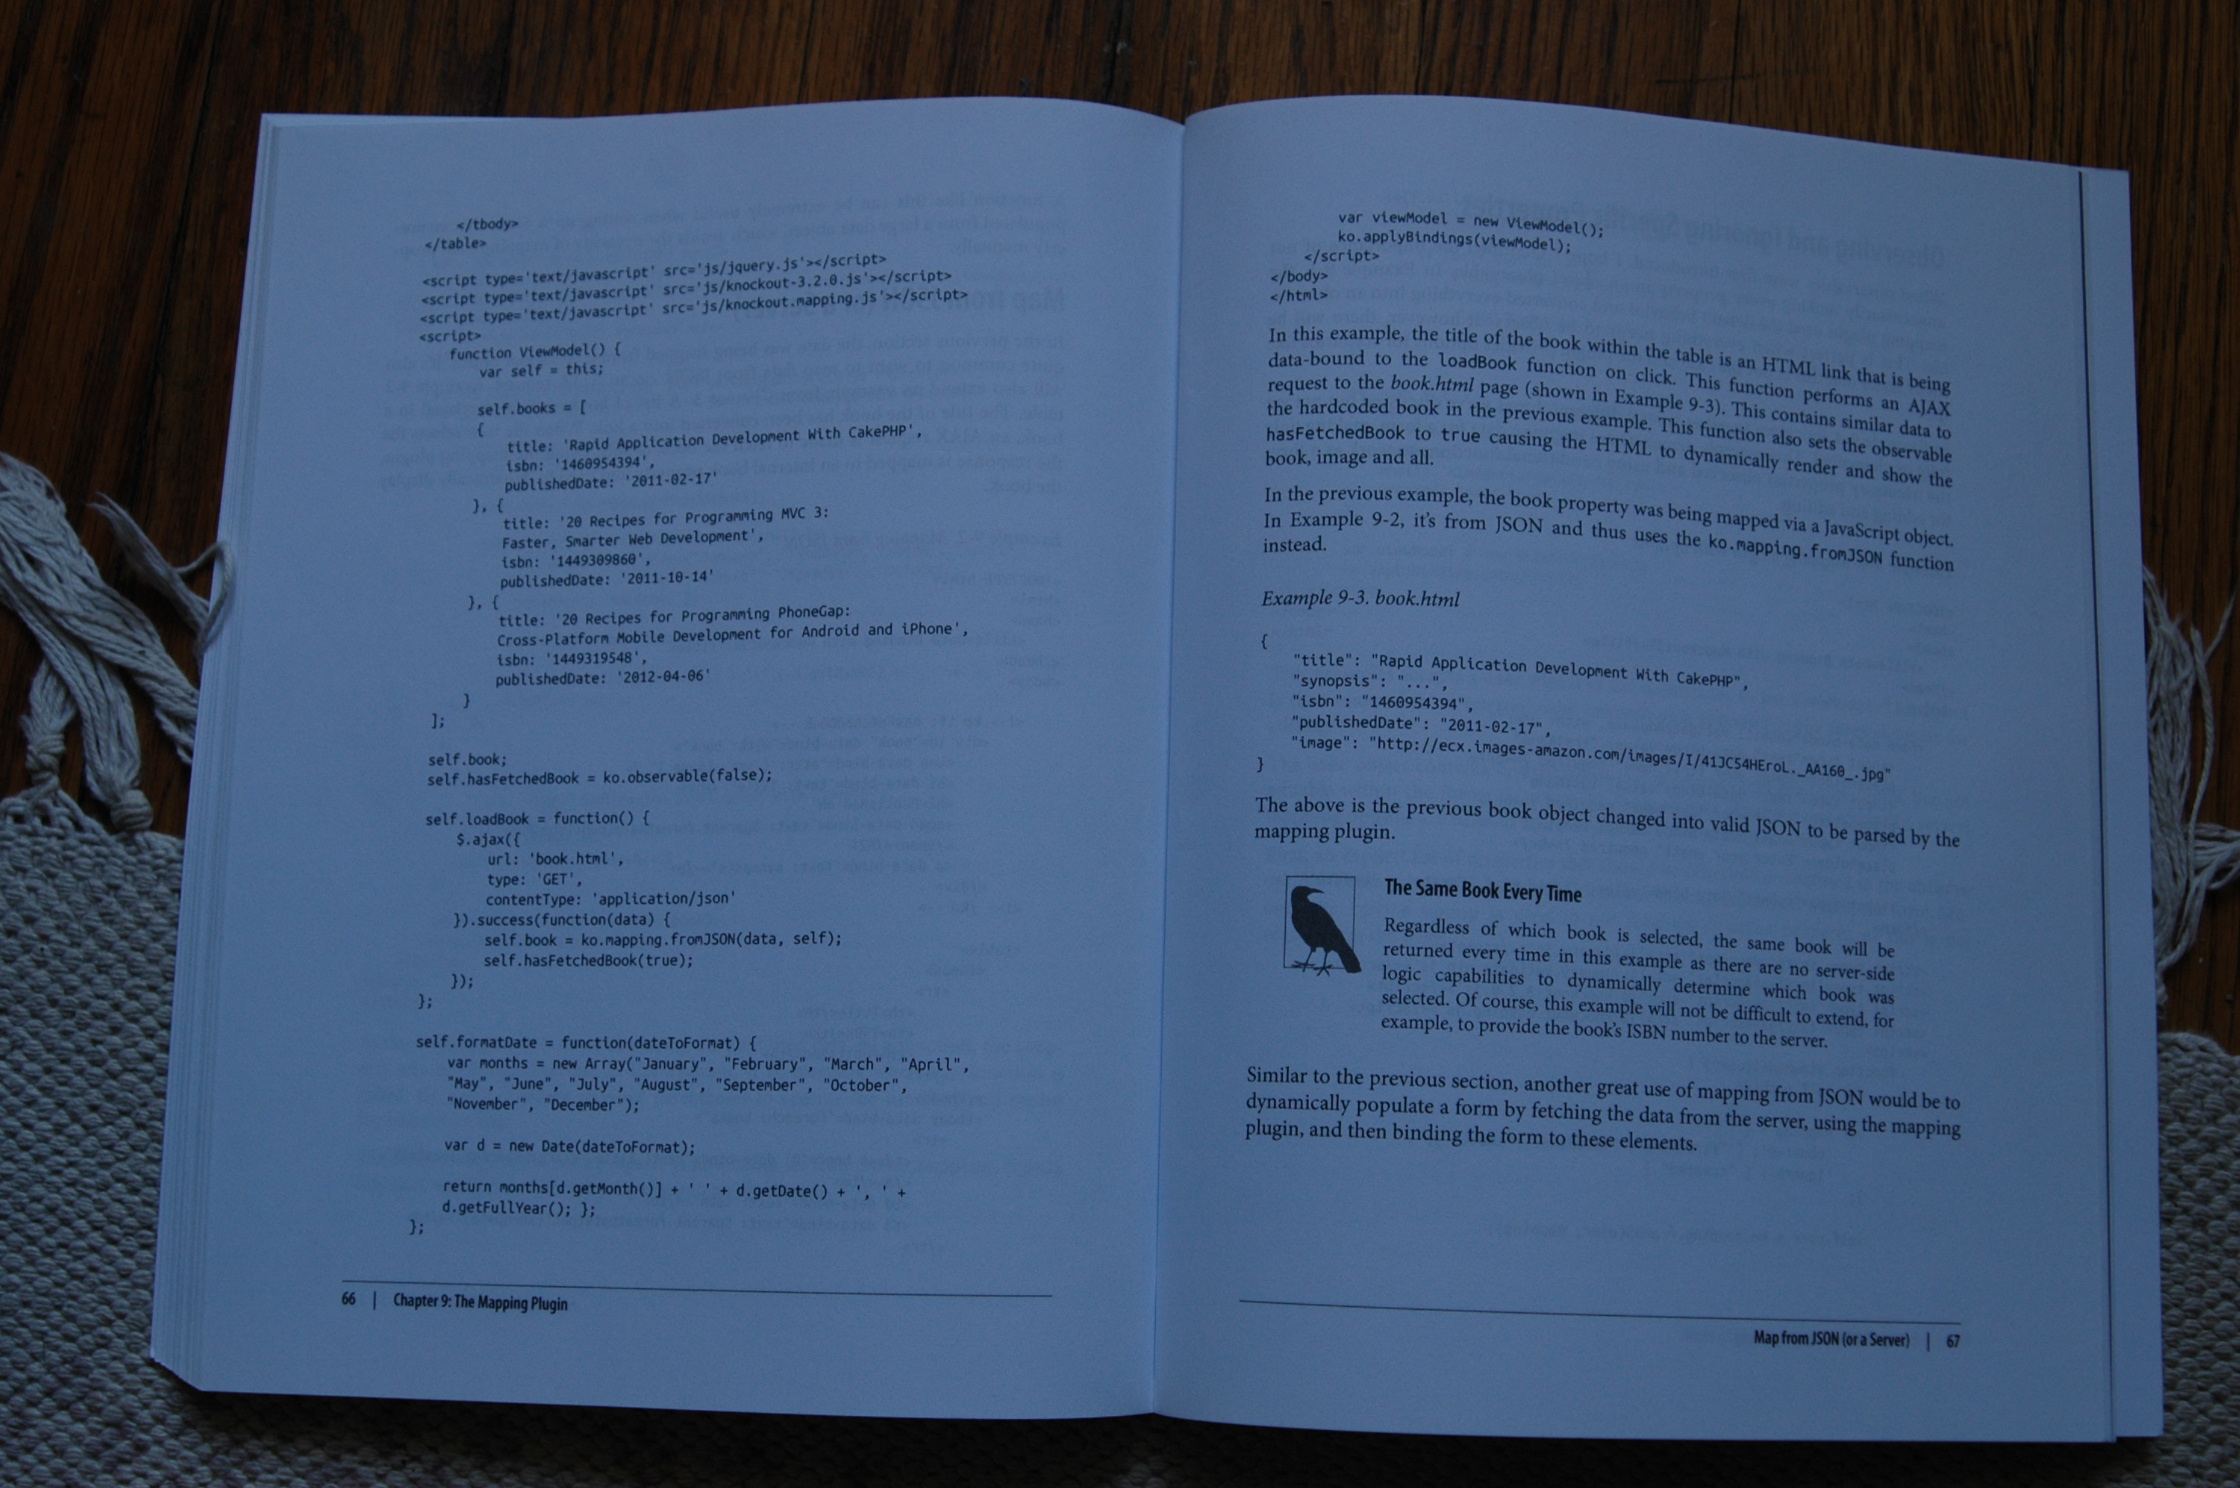 </tbody>
</table>
<script type='text/javascript' src='js/jquery.js'></script>
<script type='text/javascript' src='js/knockout-3.2.0.js'></script>
<script type='text/javascript' src='js/knockout.mapping.js'></script>
<script>
function ViewModel() {
var self = this;
self.books = [
{
title: 'Rapid Application Development With CakePHP',
isbn: '1460954394',
publishedDate: '2011-02-17'
}, {
title: '20 Recipes for Programming MVC 3:
Faster, Smarter Web Development',
isbn: '1449309860',
publishedDate: '2011-10-14'
}, {
title: '20 Recipes for Programming PhoneGap:
Cross-Platform Mobile Development for Android and iPhone',
isbn: '1449319548',
publishedDate: '2012-04-06'
}
];
self.book;
self.hasFetchedBook = ko.observable(false);
self.loadBook = function() {
$.ajax({
url: 'book.html',
type: 'GET',
contentType: 'application/json'
}).success(function(data) {
self.book = ko.mapping.fromJSON(data, self);
self.hasFetchedBook(true);
});
};
self.formatDate = function(dateToFormat) {
var months = new Array("January", "February", "March", "April",
"May", "June", "July", "August", "September", "October",
"November", "December");
var d = new Date(dateToFormat);
return months[d.getMonth()] + ' ' + d.getDate() + ', ' +
d.getFullYear(); };
};
66 | Chapter 9: The Mapping Plugin
var viewModel = new ViewModel();
ko.applyBindings(viewModel);
</script>
</body>
</html>
In this example, the title of the book within the table is an HTML link that is being
data-bound to the loadBook function on click. This function performs an AJAX
request to the book.html page (shown in Example 9-3). This contains similar data to
the hardcoded book in the previous example. This function also sets the observable
hasFetchedBook to true causing the HTML to dynamically render and show the
book, image and all.
In the previous example, the book property was being mapped via a JavaScript object.
In Example 9-2, it's from JSON and thus uses the ko.mapping.fromJSON function
instead.
Example 9-3. book.html
{
"title": "Rapid Application Development With CakePHP",
"synopsis": "...",
"isbn": "1460954394",
"publishedDate": "2011-02-17",
"image": "http://ecx.images-amazon.com/images/I/41JC54HEroL._AA160_.jpg"
}
The above is the previous book object changed into valid JSON to be parsed by the
mapping plugin.
The Same Book Every Time
Regardless of which book is selected, the same book will be
returned every time in this example as there are no server-side
logic capabilities to dynamically determine which book was
selected. Of course, this example will not be difficult to extend, for
example, to provide the book's ISBN number to the server.
Similar to the previous section, another great use of mapping from JSON would be to
dynamically populate a form by fetching the data from the server, using the mapping
plugin, and then binding the form to these elements.
Map from JSON (or a Server) | 67